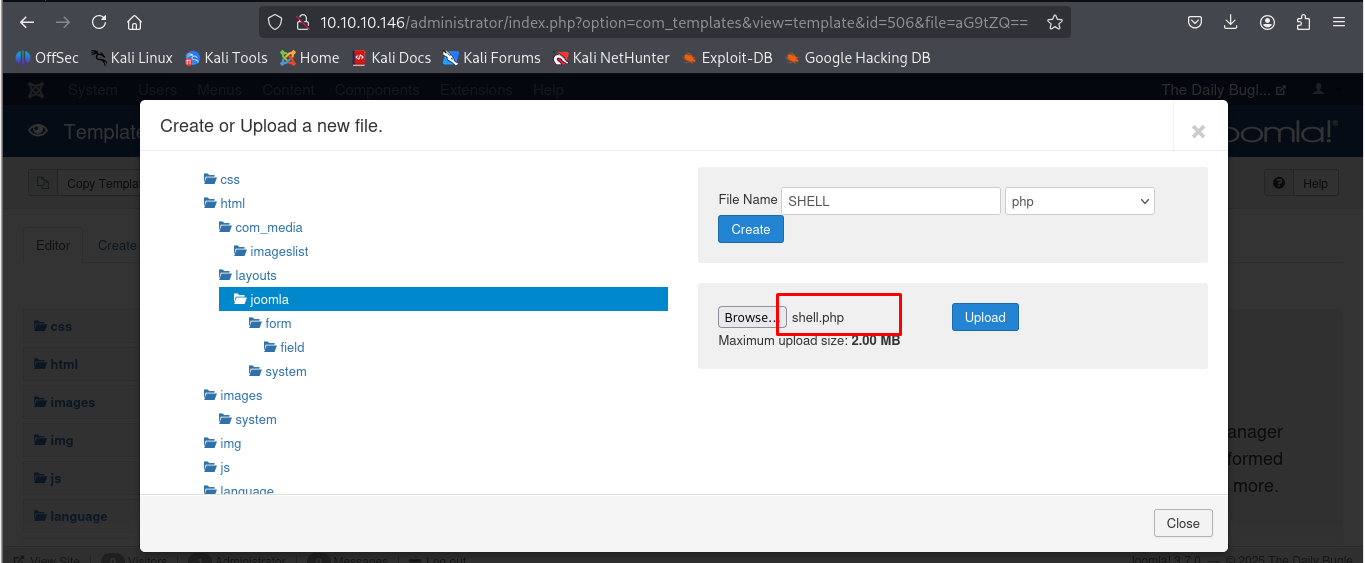 10.10.10.146/administrator/index.php?option=com_templates&view=template&id=506&file=aG9tZQ==
OffSec Kali Linux Kali Tools Home Kali Docs Kali Forums Kali NetHunter Exploit-DB Google Hacking DB
System Users Menus Content Components Extensions Help The Daily Bugl...
Create or Upload a new file.
Template
oomla!®
Copy Templa
Help
Editor
Create
css
html
com_media
imageslist
layouts
joomla
form
field
system
images
system
img
js
language
File Name SHELL php
Create
Browse... shell.php Upload
Maximum upload size: 2.00 MB
css
html
images
img
js
language
anager
formed
more.
Close
View Site Visitors Administrator Messages Log out Joomla! 3.7.0 — © 2025 The Daily Bugle